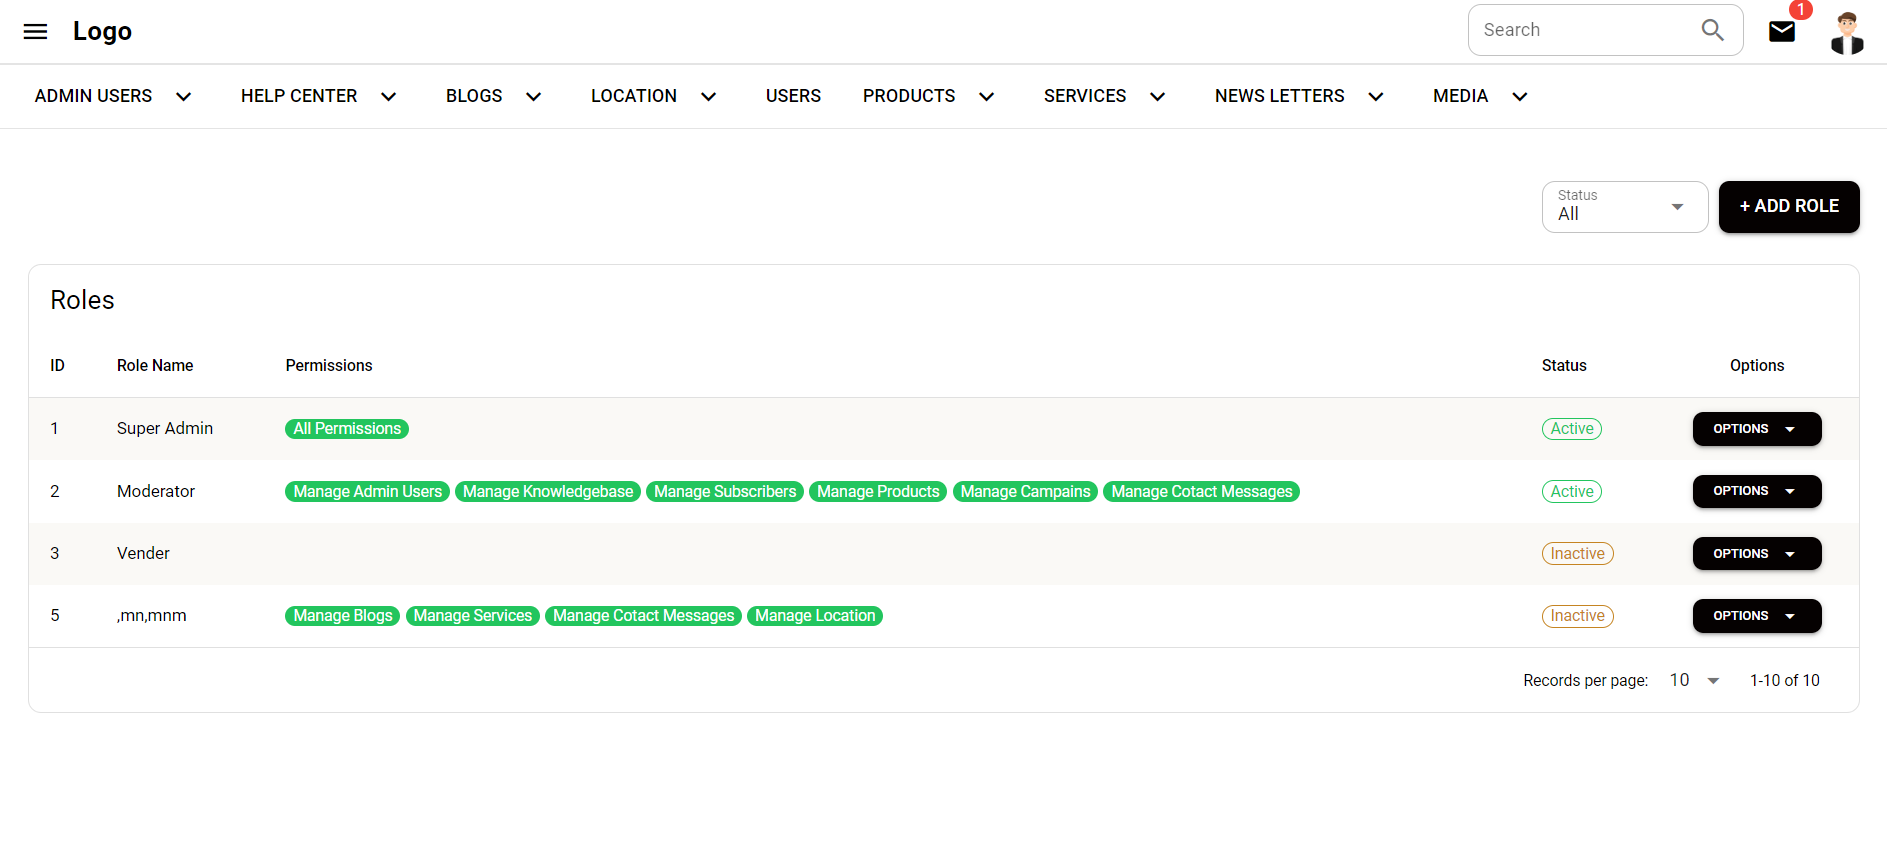 Logo
Search
1
ADMIN USERS HELP CENTER BLOGS LOCATION USERS PRODUCTS SERVICES NEWS LETTERS MEDIA
Status
All
+ ADD ROLE
Roles
ID Role Name Permissions Status Options
1 Super Admin All Permissions Active OPTIONS
2 Moderator Manage Admin Users Manage Knowledgebase Manage Subscribers Manage Products Manage Campains Manage Cotact Messages Active OPTIONS
3 Vender Inactive OPTIONS
5 ,mn,mnm Manage Blogs Manage Services Manage Cotact Messages Manage Location Inactive OPTIONS
Records per page: 10 1-10 of 10